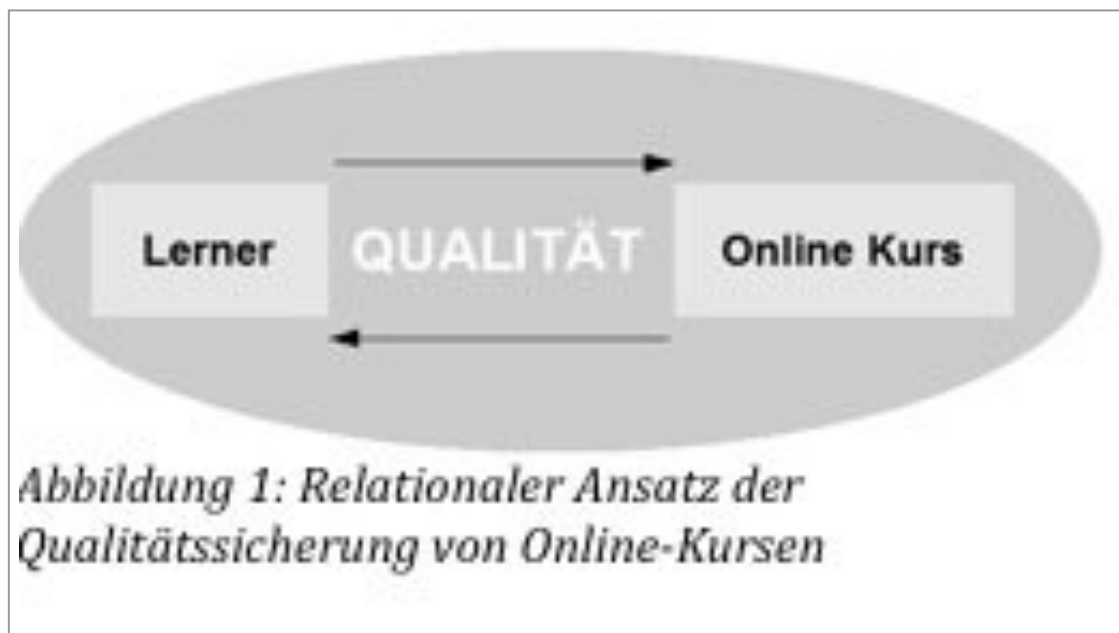 Lerner QUALITÄT Online Kurs
Abbildung 1: Relationaler Ansatz der
Qualitätssicherung von Online-Kursen